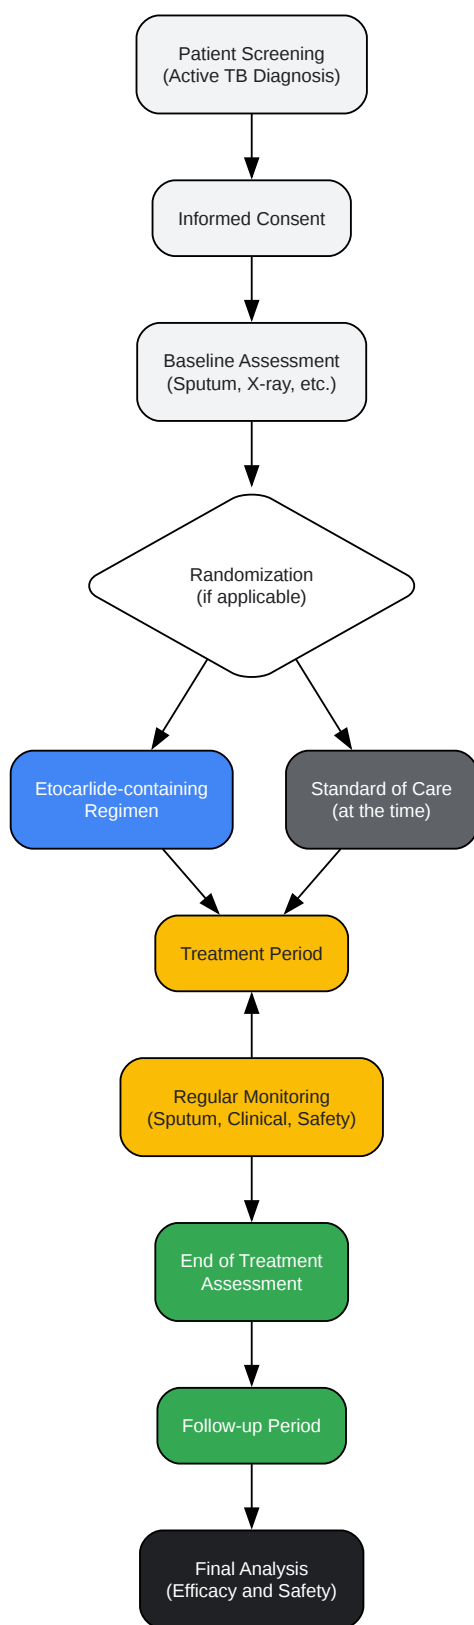 Patient Screening
(Active TB Diagnosis)
Informed Consent
Baseline Assessment
(Sputum, X-ray, etc.)
Randomization
(if applicable)
Etocarlide-containing
Regimen
Standard of Care
(at the time)
Treatment Period
Regular Monitoring
(Sputum, Clinical, Safety)
End of Treatment
Assessment
Follow-up Period
Final Analysis
(Efficacy and Safety)